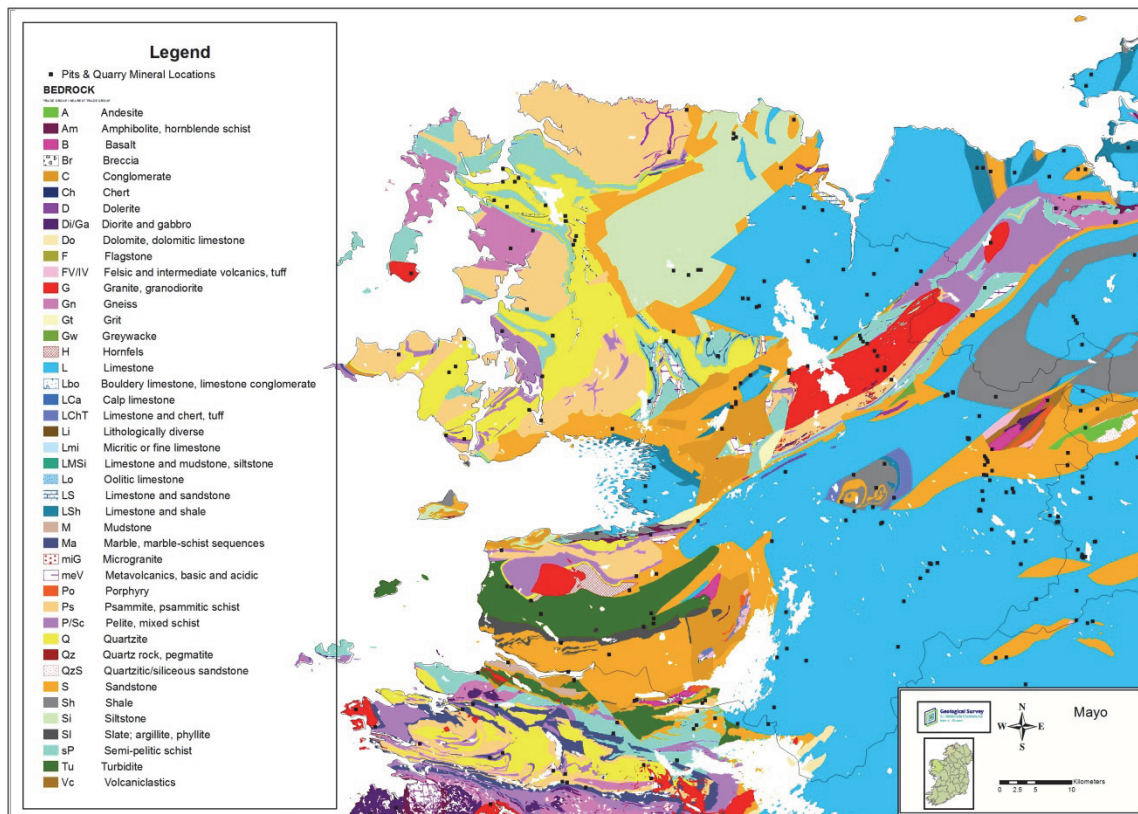 Legend
Pits & Quarry Mineral Locations
BEDROCK
A Andesite
Am Amphibolite, hornblende schist
B Basalt
Br Breccia
C Conglomerate
Ch Chert
D Dolerite
Di/Ga Diorite and gabbro
Do Dolomite, dolomitic limestone
F Flagstone
FV/IV Felsic and intermediate volcanics, tuff
G Granite, granodiorite
Gn Gneiss
Gt Grit
Gw Greywacke
H Hornfels
L Limestone
Lbo Bouldery limestone, limestone conglomerate
LCa Calp limestone
LChT Limestone and chert, tuff
Li Lithologically diverse
Lmi Micritic or fine limestone
LMSi Limestone and mudstone, siltstone
Lo Oolitic limestone
LS Limestone and sandstone
LSh Limestone and shale
M Mudstone
Ma Marble, marble-schist sequences
miG Microgranite
meV Metavolcanics, basic and acidic
Po Porphyry
Ps Psammite, psammitic schist
P/Sc Pelite, mixed schist
Q Quartzite
Qz Quartz rock, pegmatite
QzS Quartzitic/siliceous sandstone
S Sandstone
Sh Shale
Si Siltstone
Sl Slate; argillite, phyllite
sP Semi-pelitic schist
Tu Turbidite
Vc Volcaniclastics
Geological Survey
N
W E
S
Mayo
Kilometers
0 2.5 5 10